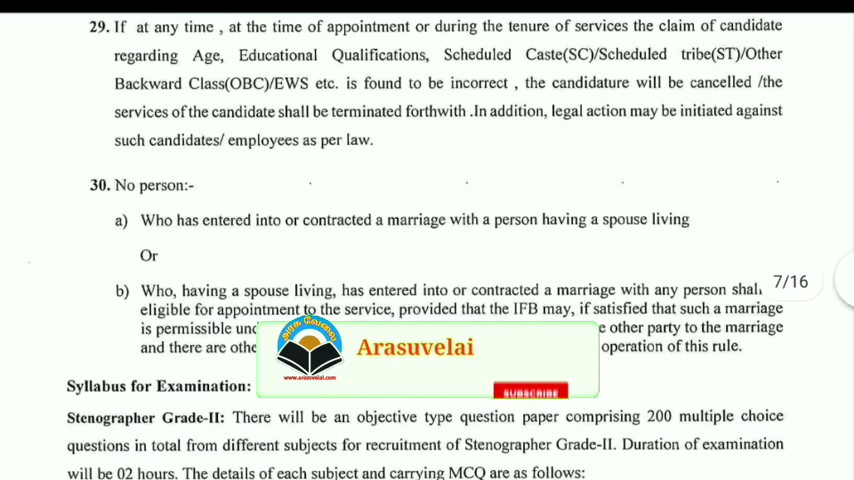 29. If at any time , at the time of appointment or during the tenure of services the claim of candidate
regarding Age, Educational Qualifications, Scheduled Caste(SC)/Scheduled tribe(ST)/Other
Backward Class(OBC)/EWS etc. is found to be incorrect , the candidature will be cancelled /the
services of the candidate shall be terminated forthwith .In addition, legal action may be initiated against
such candidates/ employees as per law.
30. No person:-
a) Who has entered into or contracted a marriage with a person having a spouse living
Or
7/16
b) Who, having a spouse living, has entered into or contracted a marriage with any person shal
eligible for appointment to the service, provided that the IFB may, if satisfied that such a marriage
is permissible und e other party to the marriage
and there are othe operation of this rule.
அரசு வேலை
www.arasuvelai.com
Arasuvelai
SUBSCRIBE
Syllabus for Examination:
Stenographer Grade-II: There will be an objective type question paper comprising 200 multiple choice
questions in total from different subjects for recruitment of Stenographer Grade-II. Duration of examination
will be 02 hours. The details of each subject and carrying MCQ are as follows: